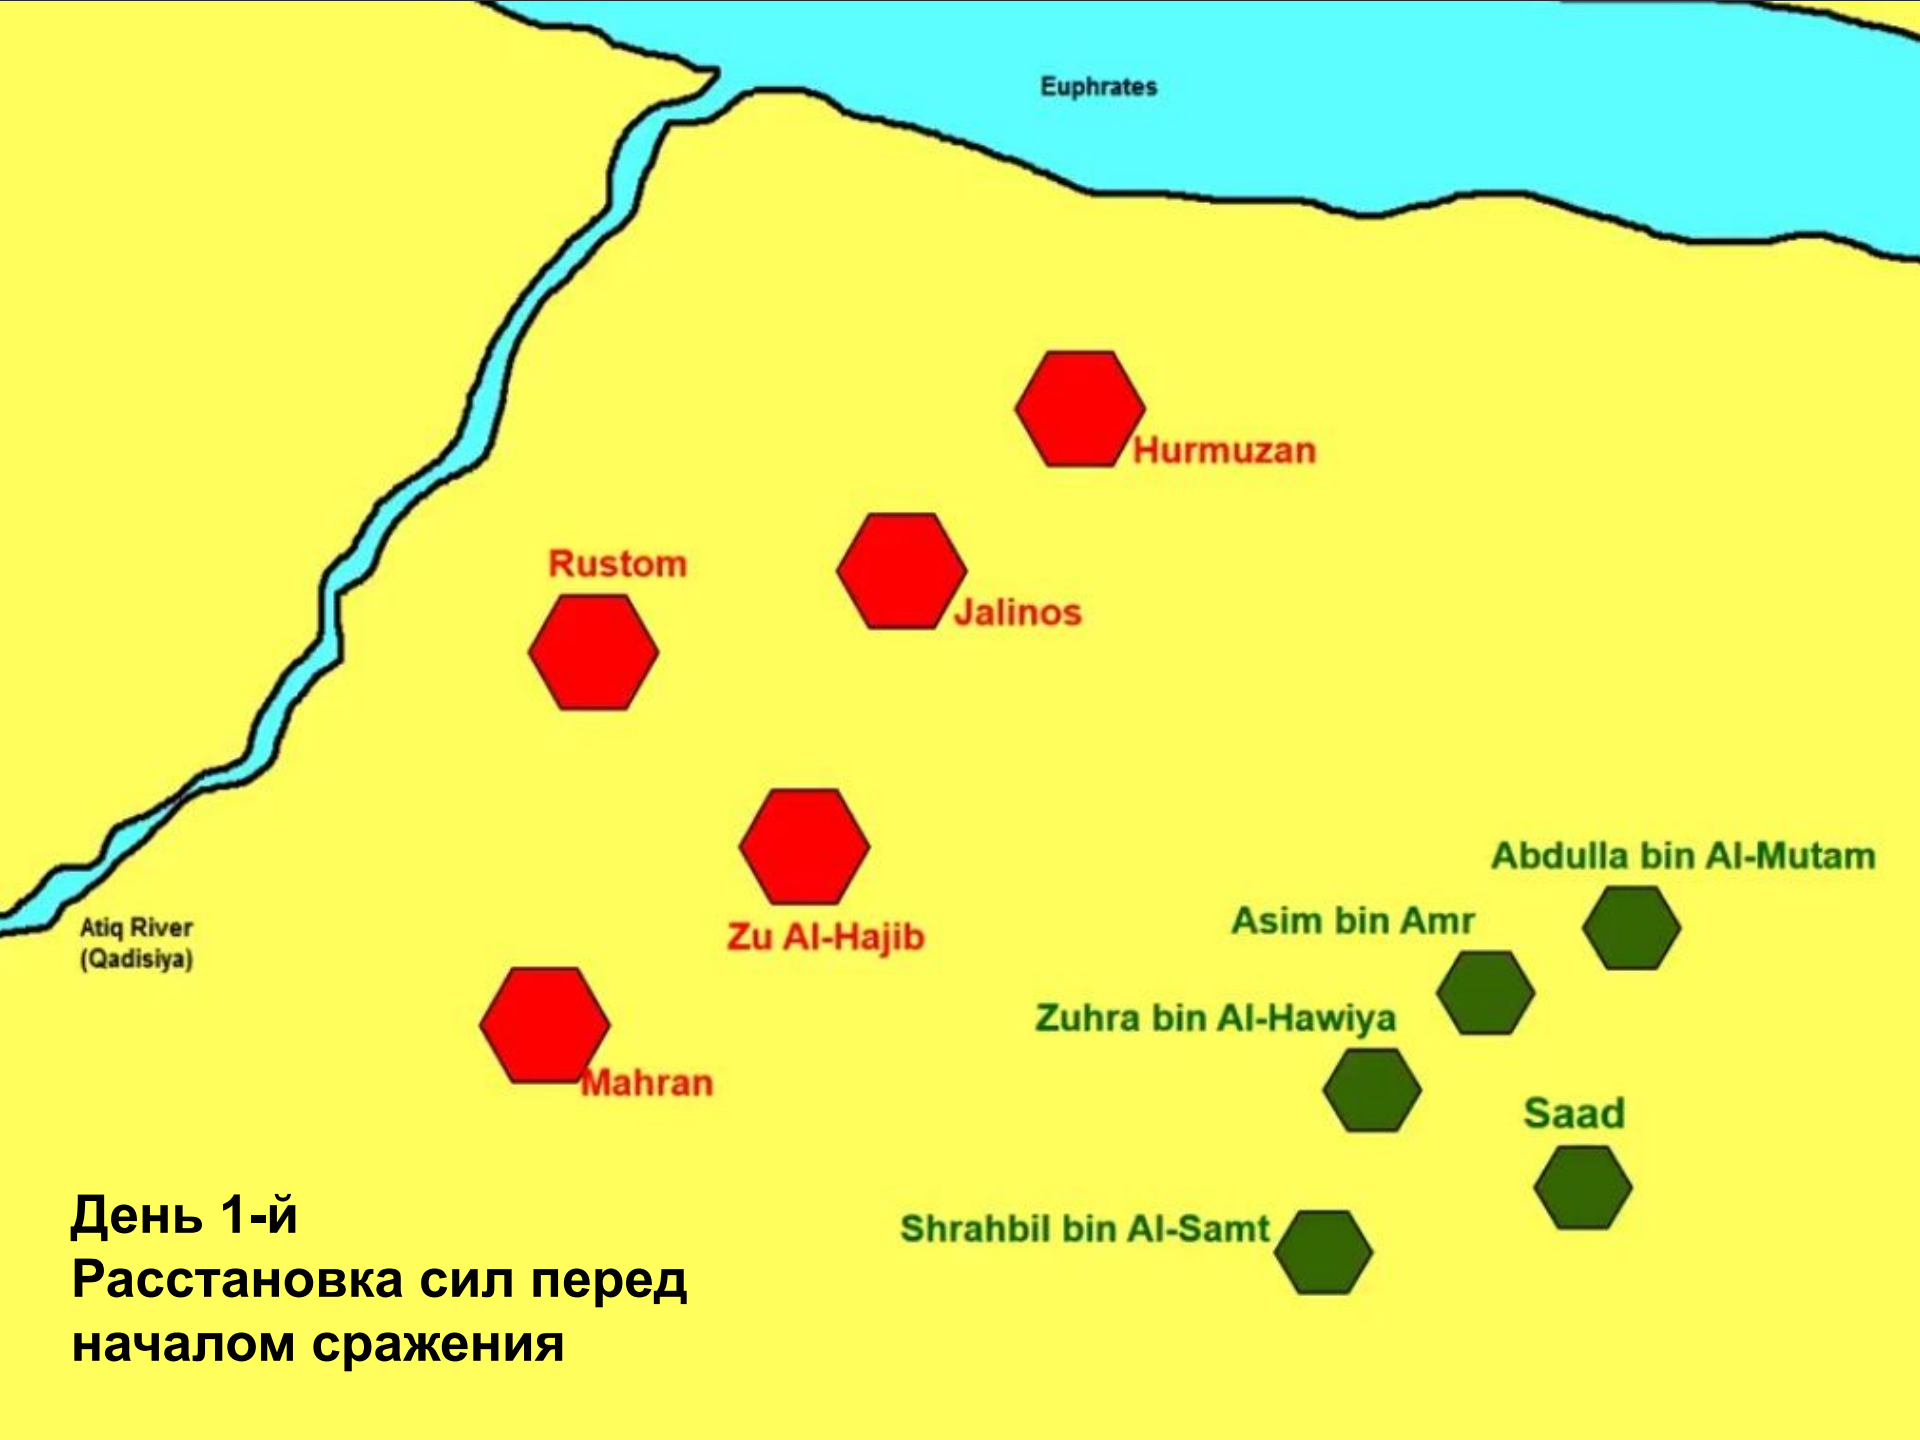 Euphrates
Hurmuzan
Rustom
Jalinos
Abdulla bin Al-Mutam
Asim bin Amr
Atiq River
(Qadisiya)
Zu Al-Hajib
Zuhra bin Al-Hawiya
Mahran
Saad
Shrahbil bin Al-Samt
День 1-й
Расстановка сил перед
началом сражения